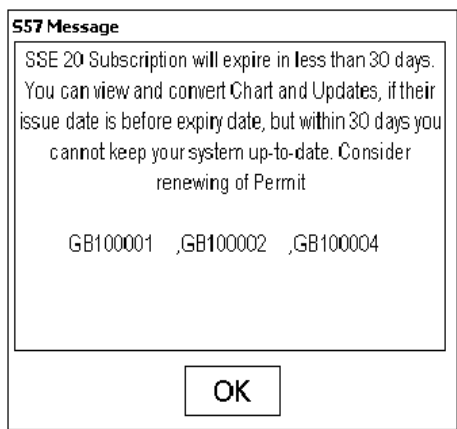 S57 Message
SSE 20 Subscription will expire in less than 30 days.
You can view and convert Chart and Updates, if their
issue date is before expiry date, but within 30 days you
cannot keep your system up-to-date. Consider
renewing of Permit
GB100001 ,GB100002 ,GB100004
OK